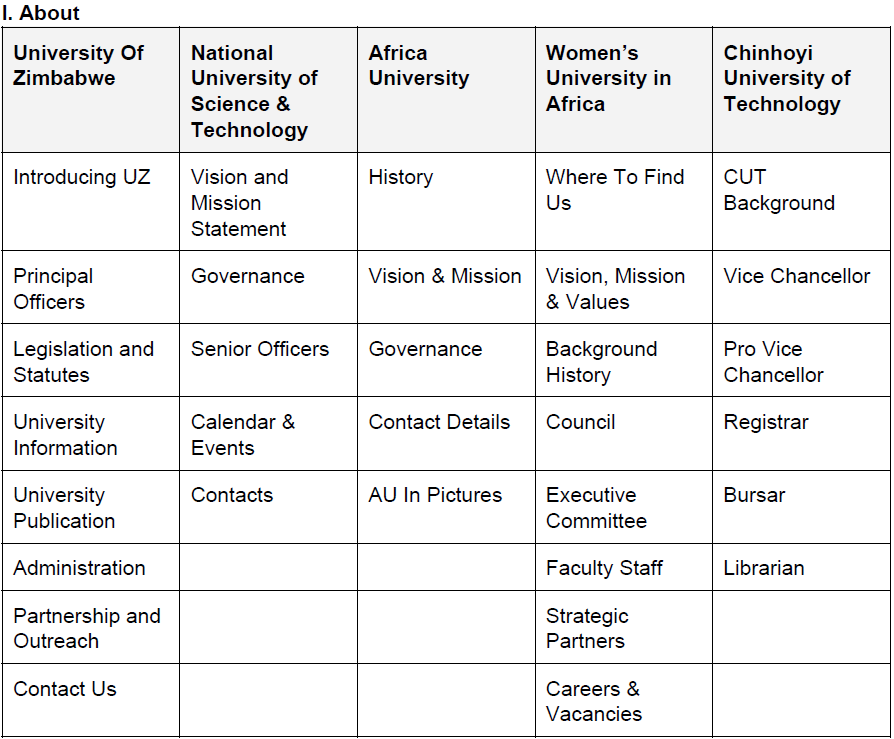 I. About
University Of
Zimbabwe
National
University of
Science &
Technology
Africa
University
Women’s
University in
Africa
Chinhoyi
University of
Technology
Introducing UZ
Vision and
Mission
Statement
History
Where To Find
Us
CUT
Background
Principal
Officers
Governance
Vision & Mission
Vision, Mission
& Values
Vice Chancellor
Legislation and
Statutes
Senior Officers
Governance
Background
History
Pro Vice
Chancellor
University
Information
Calendar &
Events
Contact Details
Council
Registrar
University
Publication
Contacts
AU In Pictures
Executive
Committee
Bursar
Administration
Faculty Staff
Librarian
Partnership and
Outreach
Strategic
Partners
Contact Us
Careers &
Vacancies